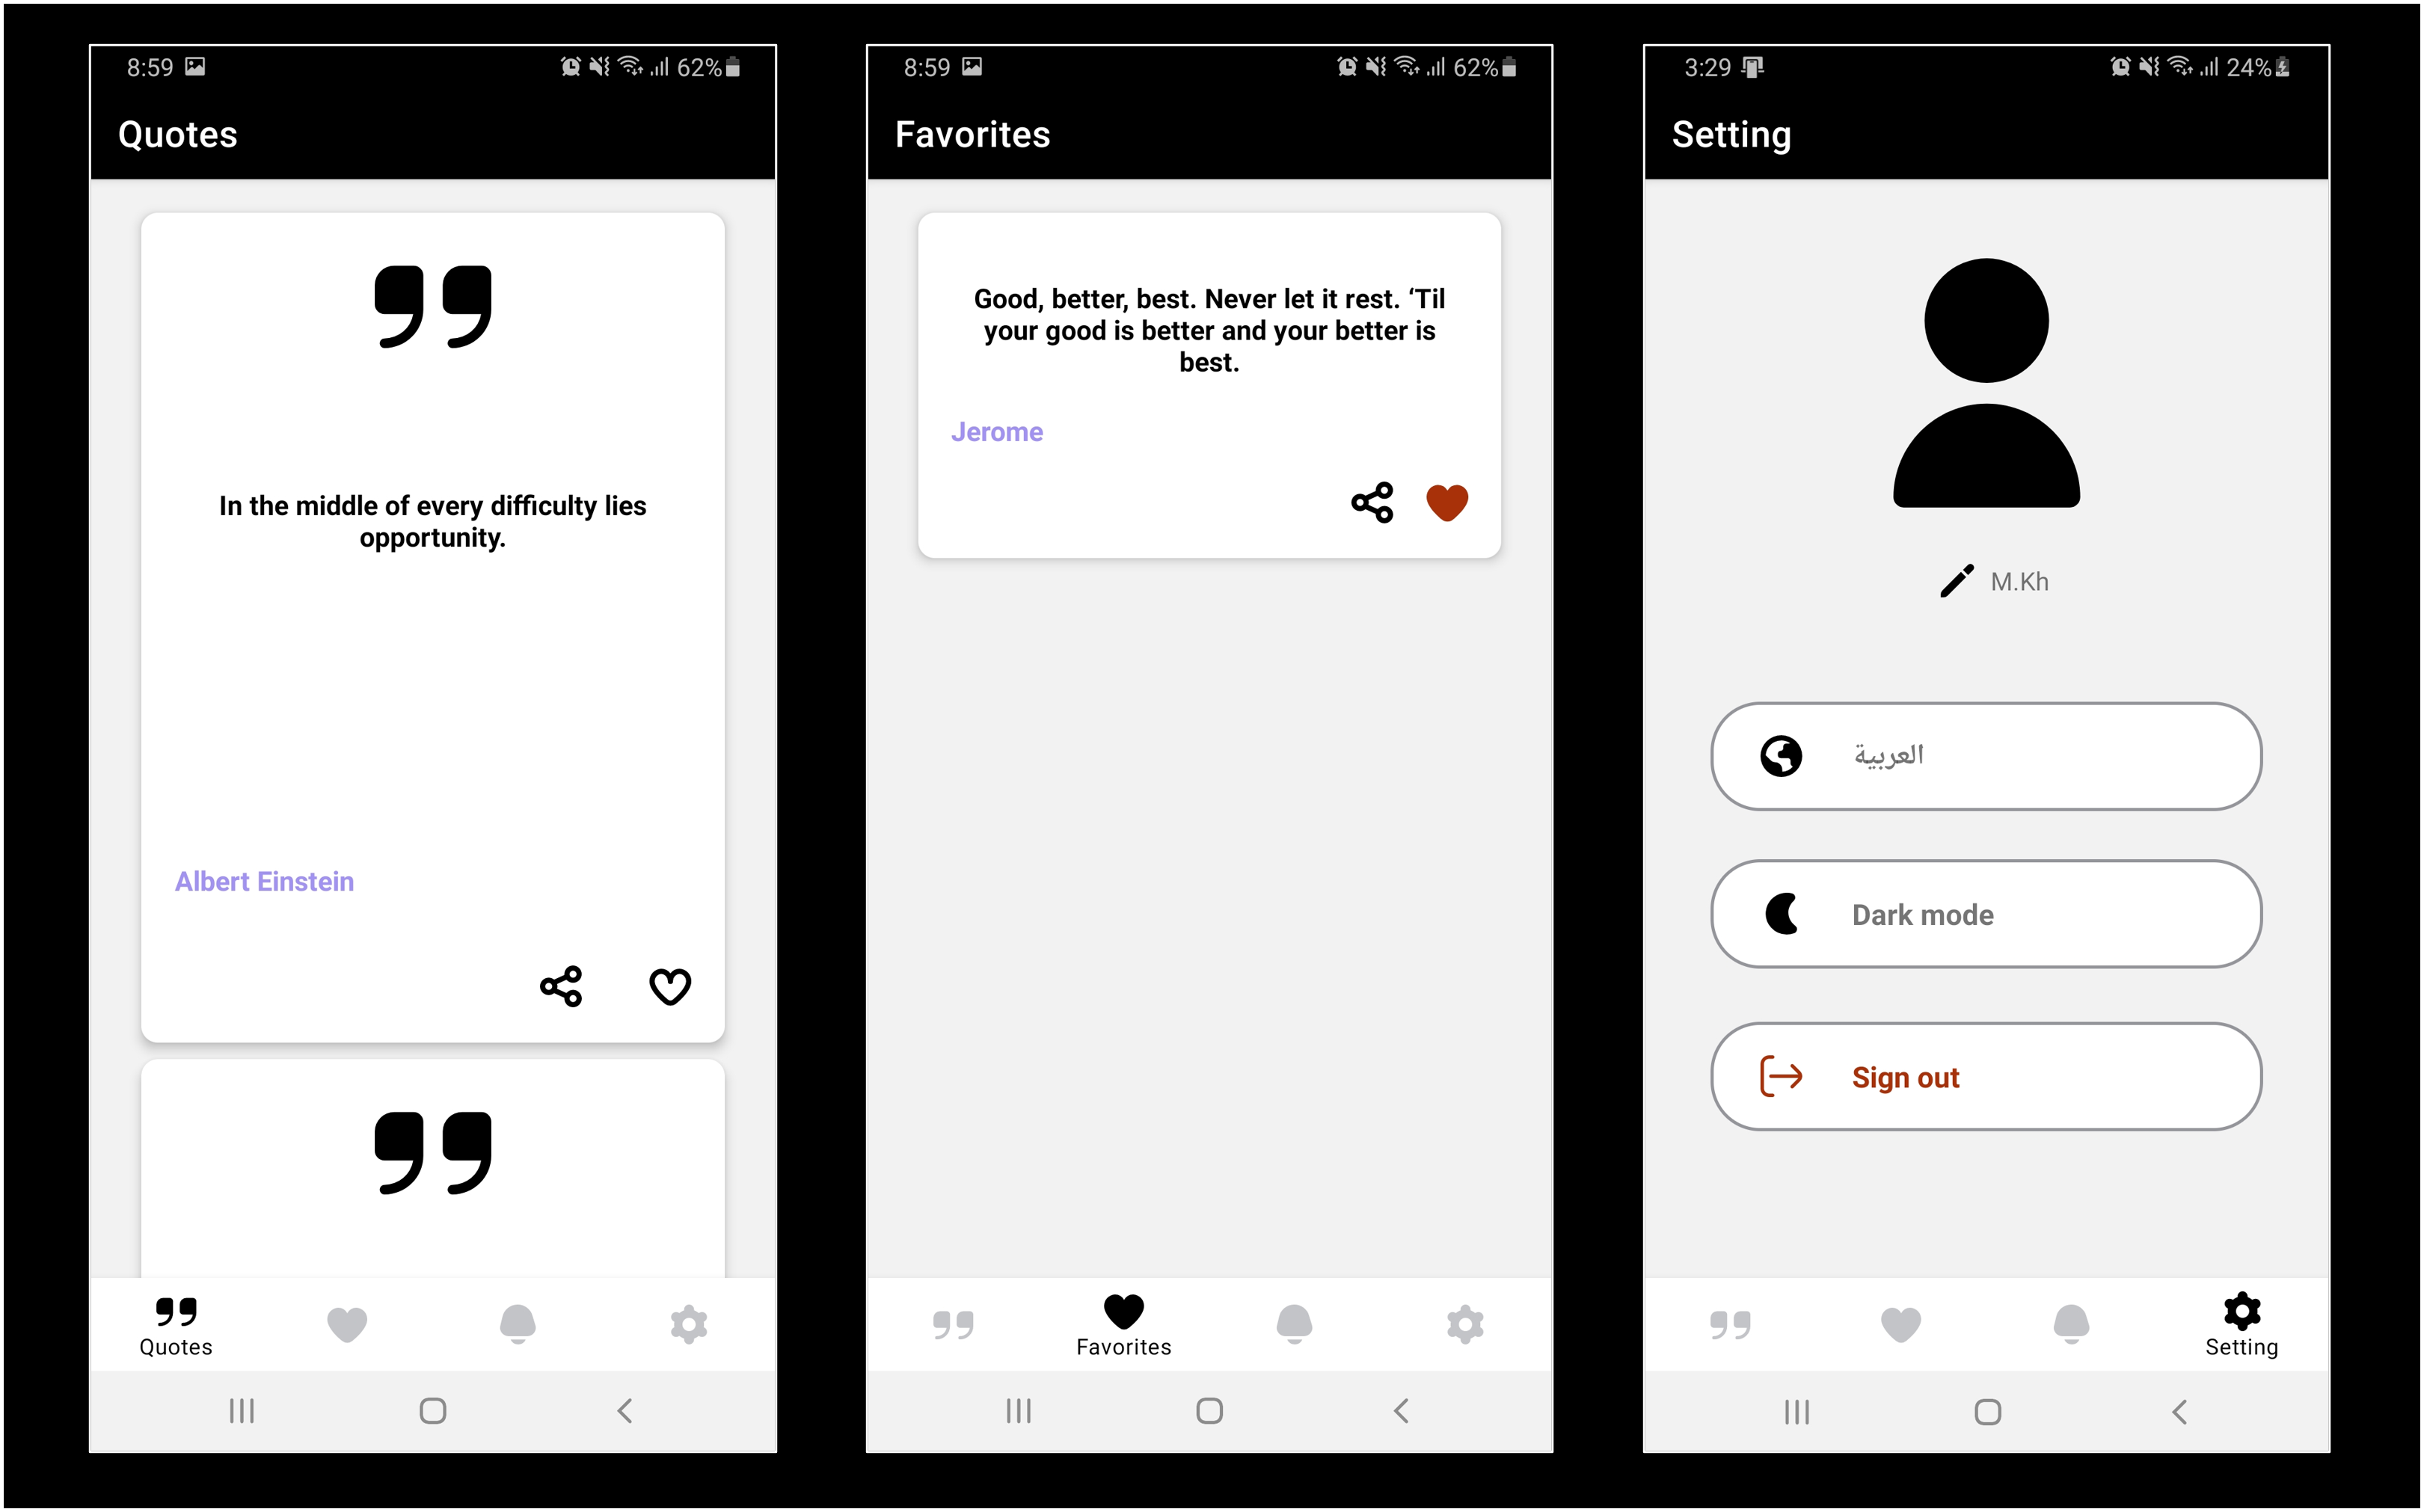 8:59
62%
Quotes
In the middle of every difficulty lies
opportunity.
Albert Einstein
Quotes
8:59
62%
Favorites
Good, better, best. Never let it rest. ‘Til
your good is better and your better is
best.
Jerome
Favorites
3:29
24%
Setting
M.Kh
العربية
Dark mode
Sign out
Setting